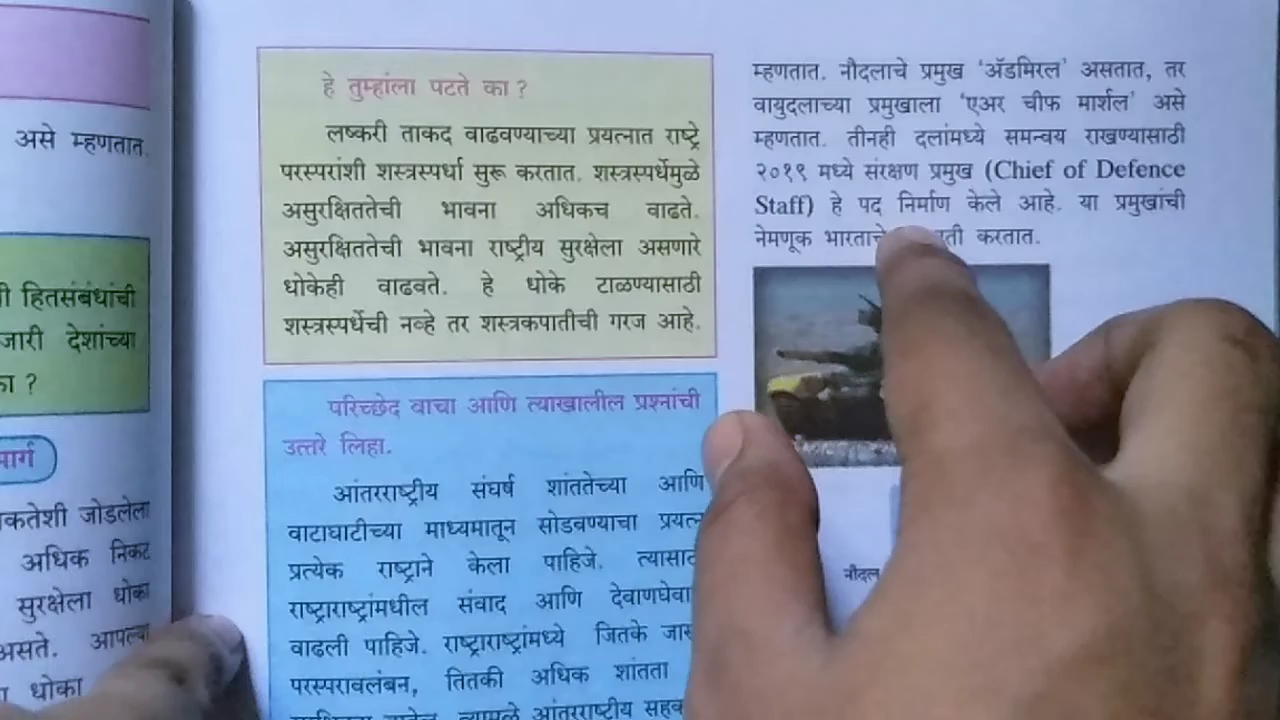 असे म्हणतात.
हितसंबंधांची
देशांच्या
का ?
मार्ग
जोडलेला
अधिक निकट
सुरक्षेला धोका
असते. आपल्या
धोका
हे तुम्हांला पटते का ?
लष्करी ताकद वाढवण्याच्या प्रयत्नात राष्ट्रे
परस्परांशी शस्त्रस्पर्धा सुरू करतात. शस्त्रस्पर्धेमुळे
असुरक्षिततेची भावना अधिकच वाढते.
असुरक्षिततेची भावना राष्ट्रीय सुरक्षेला असणारे
धोकेही वाढवते. हे धोके टाळण्यासाठी
शस्त्रस्पर्धेची नव्हे तर शस्त्रकपातीची गरज आहे.
परिच्छेद वाचा आणि त्याखालील प्रश्नांची
उत्तरे लिहा.
आंतरराष्ट्रीय संघर्ष शांततेच्या आणि
वाटाघाटीच्या माध्यमातून सोडवण्याचा प्रयत्न
प्रत्येक राष्ट्राने केला पाहिजे.
राष्ट्राराष्ट्रांमधील संवाद आणि
वाढली पाहिजे. राष्ट्राराष्ट्रांमध्ये जितके
परस्परावलंबन, तितकी अधिक शांतता
त्यामुळे आंतरराष्ट्रीय
म्हणतात. नौदलाचे प्रमुख ‘ॲडमिरल’ असतात, तर
वायुदलाच्या प्रमुखाला ‘एअर चीफ मार्शल’ असे
म्हणतात. तीनही दलांमध्ये समन्वय राखण्यासाठी
२०१९ मध्ये संरक्षण प्रमुख (Chief of Defence
Staff) हे पद निर्माण केले आहे. या प्रमुखांची
नेमणूक भारताचे करतात.
नौदल